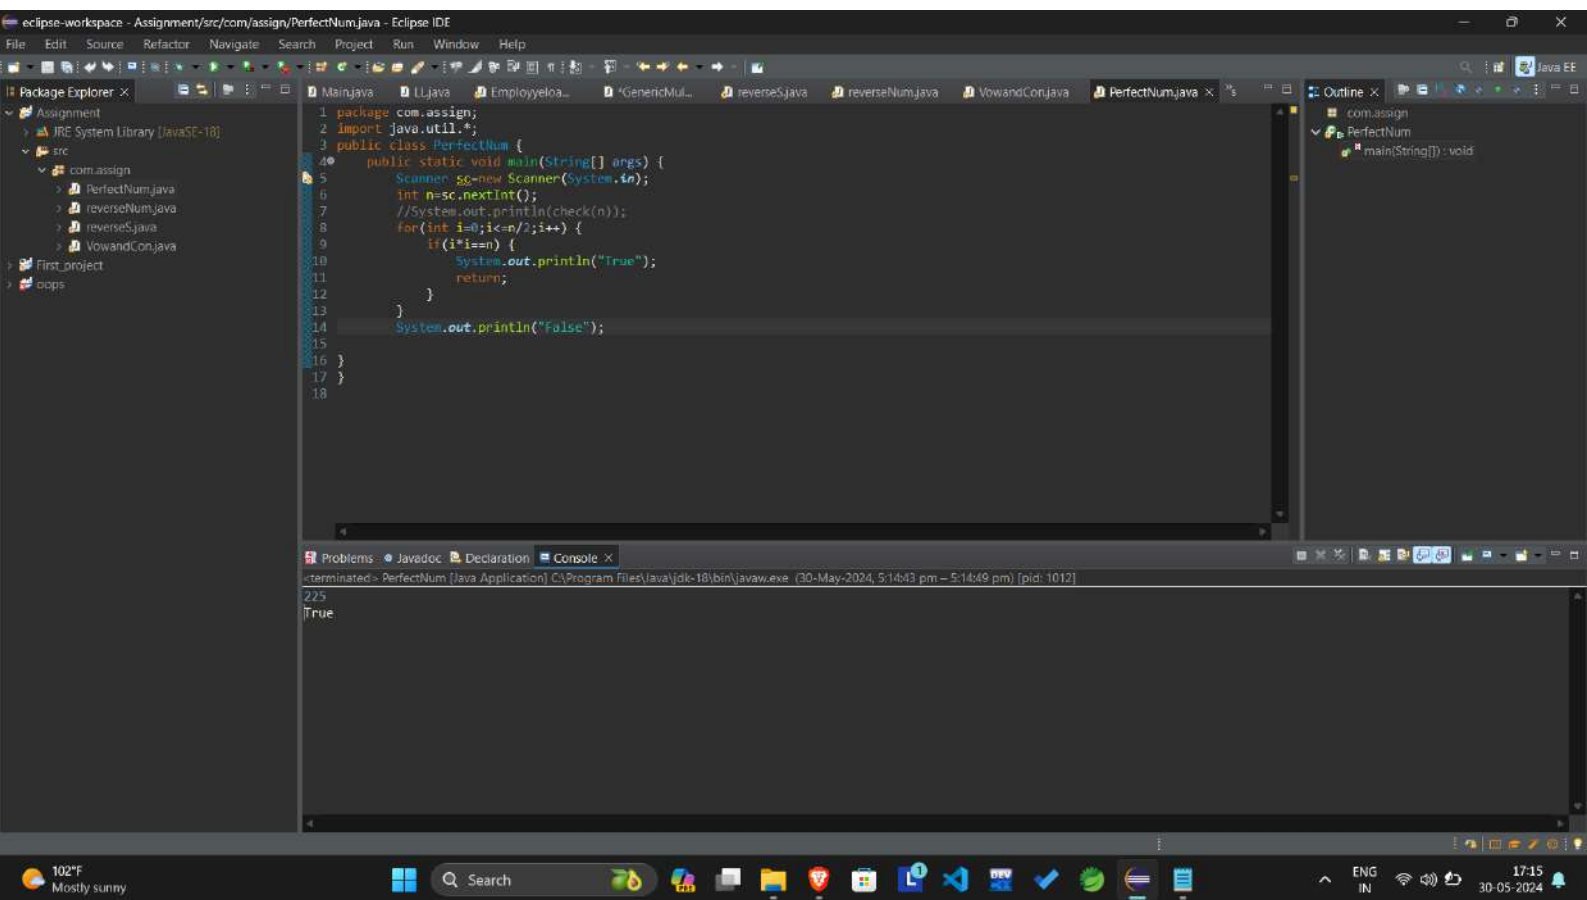 eclipse-workspace - Assignment/src/com/assign/PerfectNum.java - Eclipse IDE
File Edit Source Refactor Navigate Search Project Run Window Help
Java EE
Package Explorer
Main.java LL.java Employyeloa... *GenericMul... reverseS.java reverseNum.java VowandCon.java PerfectNum.java
Outline
Assignment
JRE System Library [JavaSE-18]
src
com.assign
PerfectNum.java
reverseNum.java
reverseS.java
VowandCon.java
First_project
oops
1 package com.assign;
2 import java.util.*;
3 public class PerfectNum {
4 public static void main(String[] args) {
5 Scanner sc=new Scanner(System.in);
6 int n=sc.nextInt();
7 //System.out.println(check(n));
8 for(int i=0;i<=n/2;i++) {
9 if(i*i==n) {
10 System.out.println("True");
11 return;
12 }
13 }
14 System.out.println("False");
15
16 }
17 }
18
com.assign
PerfectNum
main(String[]) : void
Problems Javadoc Declaration Console
<terminated> PerfectNum [Java Application] C:\Program Files\Java\jdk-18\bin\javaw.exe (30-May-2024, 5:14:43 pm – 5:14:49 pm) [pid: 1012]
225
True
102°F
Mostly sunny
Search
ENG
IN
17:15
30-05-2024